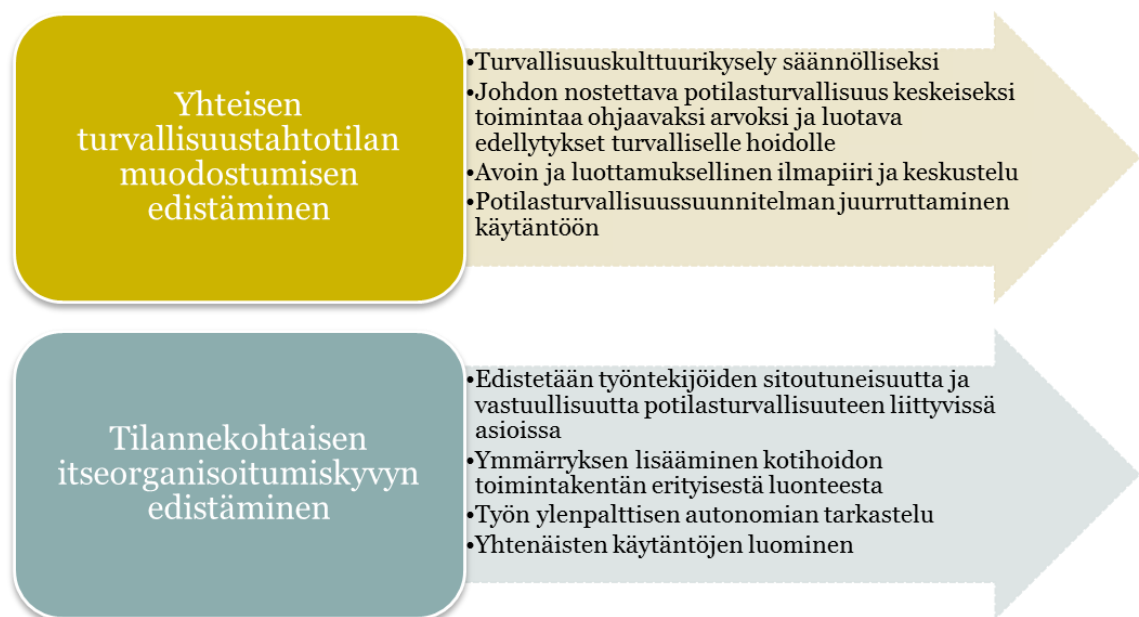 Yhteisen
turvallisuustahtotilan
muodostumisen
edistäminen
•Turvallisuuskulttuurikysely säännölliseksi
•Johdon nostettava potilasturvallisuus keskeiseksi
toimintaa ohjaavaksi arvoksi ja luotava
edellytykset turvalliselle hoidolle
•Avoin ja luottamuksellinen ilmapiiri ja keskustelu
•Potilasturvallisuussuunnitelman juurruttaminen
käytäntöön
Tilannekohtaisen
itseorganisoitumiskyvyn
edistäminen
•Edistetään työntekijöiden sitoutuneisuutta ja
vastuullisuutta potilasturvallisuuteen liittyvissä
asioissa
•Ymmärryksen lisääminen kotihoidon
toimintakentän erityisestä luonteesta
•Työn ylenpalttisen autonomian tarkastelu
•Yhtenäisten käytäntöjen luominen